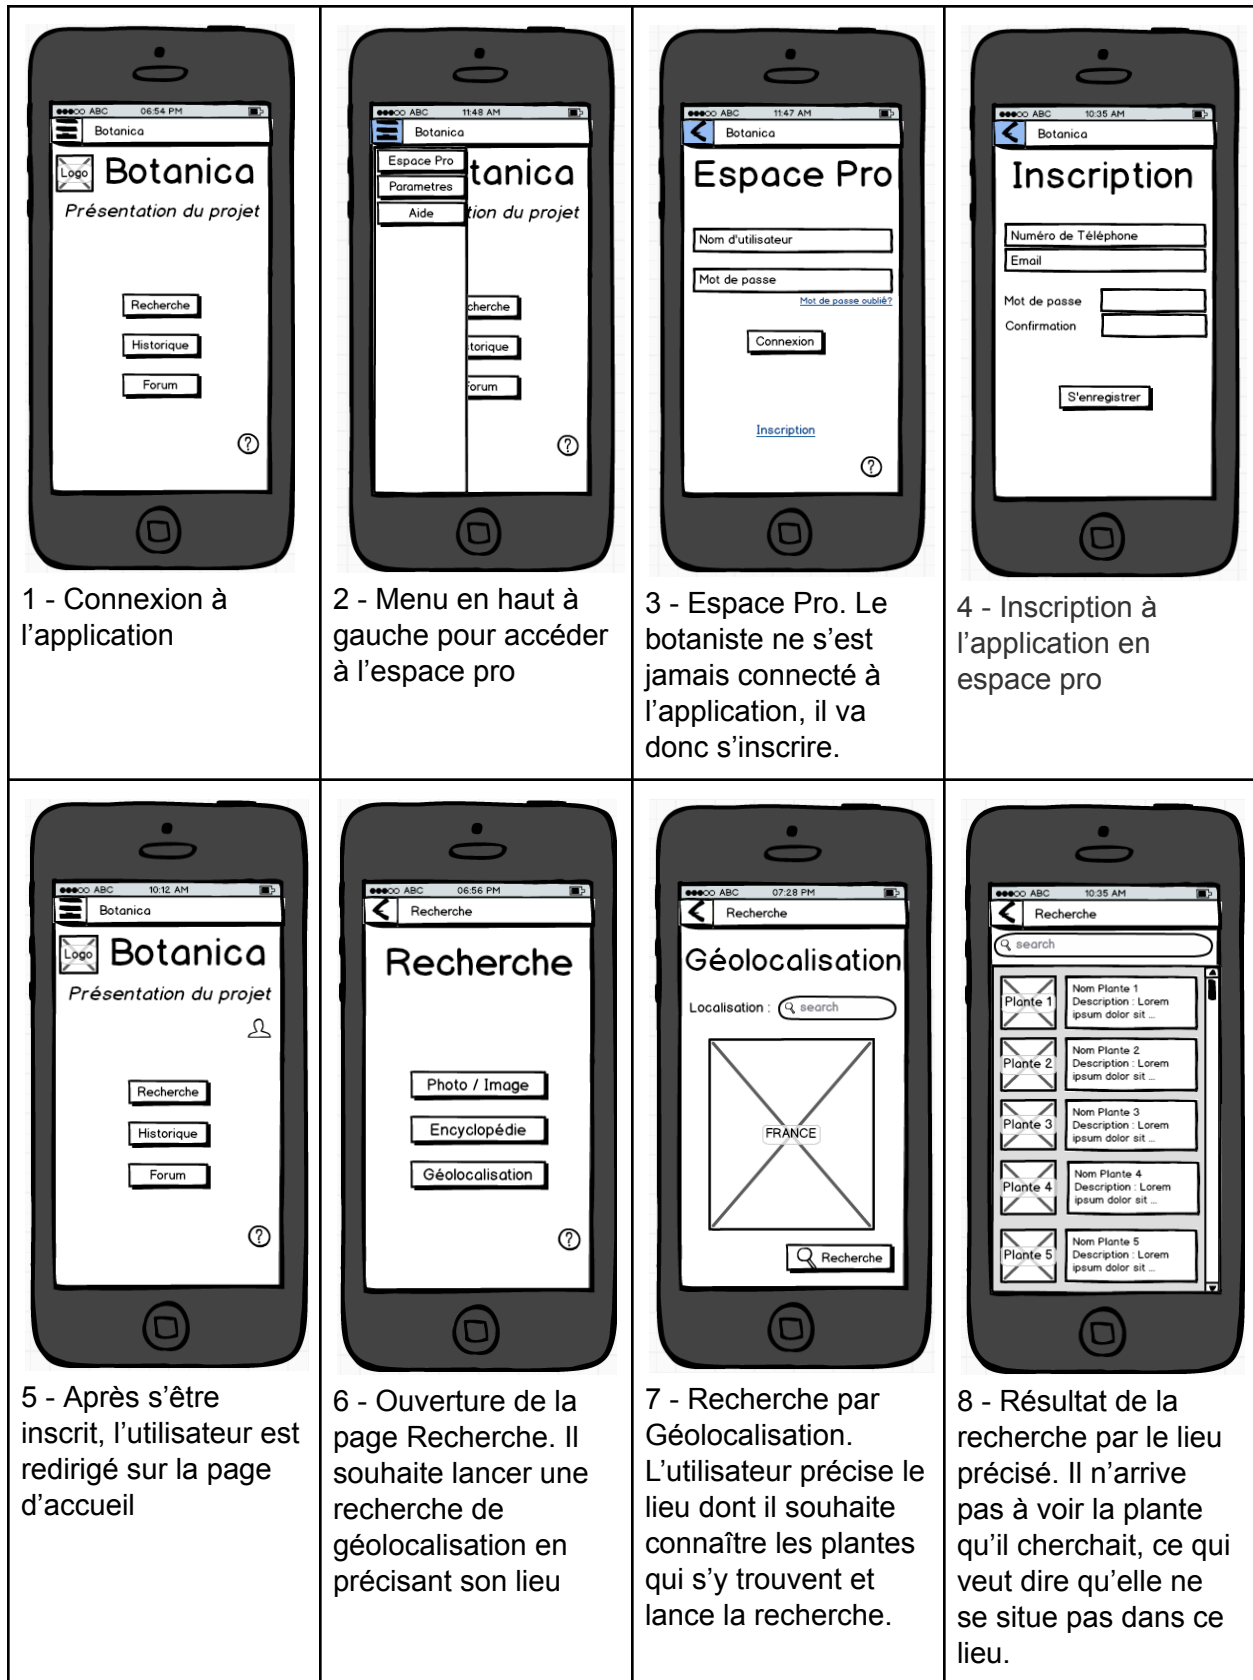 ●●●○○ ABC 06:54 PM
Botanica
Logo Botanica
Présentation du projet
Recherche
Historique
Forum
?
1 - Connexion à
l’application
●●●○○ ABC 11:48 AM
Botanica
Espace Pro
Parametres
Aide
tanica
tion du projet
cherche
torique
orum
?
2 - Menu en haut à
gauche pour accéder
à l’espace pro
●●●○○ ABC 11:47 AM
Botanica
Espace Pro
Nom d'utilisateur
Mot de passe
Mot de passe oublié?
Connexion
Inscription
?
3 - Espace Pro. Le
botaniste ne s’est
jamais connecté à
l’application, il va
donc s’inscrire.
●●●○○ ABC 10:35 AM
Botanica
Inscription
Numéro de Téléphone
Email
Mot de passe
Confirmation
S'enregistrer
4 - Inscription à
l’application en
espace pro
●●●○○ ABC 10:12 AM
Botanica
Logo Botanica
Présentation du projet
Recherche
Historique
Forum
?
5 - Après s’être
inscrit, l’utilisateur est
redirigé sur la page
d’accueil
●●●○○ ABC 06:56 PM
Recherche
Recherche
Photo / Image
Encyclopédie
Géolocalisation
?
6 - Ouverture de la
page Recherche. Il
souhaite lancer une
recherche de
géolocalisation en
précisant son lieu
●●●○○ ABC 07:28 PM
Recherche
Géolocalisation
Localisation : search
FRANCE
Recherche
7 - Recherche par
Géolocalisation.
L’utilisateur précise le
lieu dont il souhaite
connaître les plantes
qui s’y trouvent et
lance la recherche.
●●●○○ ABC 10:35 AM
Recherche
search
Plante 1
Nom Plante 1
Description : Lorem
ipsum dolor sit ...
Plante 2
Nom Plante 2
Description : Lorem
ipsum dolor sit ...
Plante 3
Nom Plante 3
Description : Lorem
ipsum dolor sit ...
Plante 4
Nom Plante 4
Description : Lorem
ipsum dolor sit ...
Plante 5
Nom Plante 5
Description : Lorem
ipsum dolor sit ...
8 - Résultat de la
recherche par le lieu
précisé. Il n’arrive
pas à voir la plante
qu’il cherchait, ce qui
veut dire qu’elle ne
se situe pas dans ce
lieu.